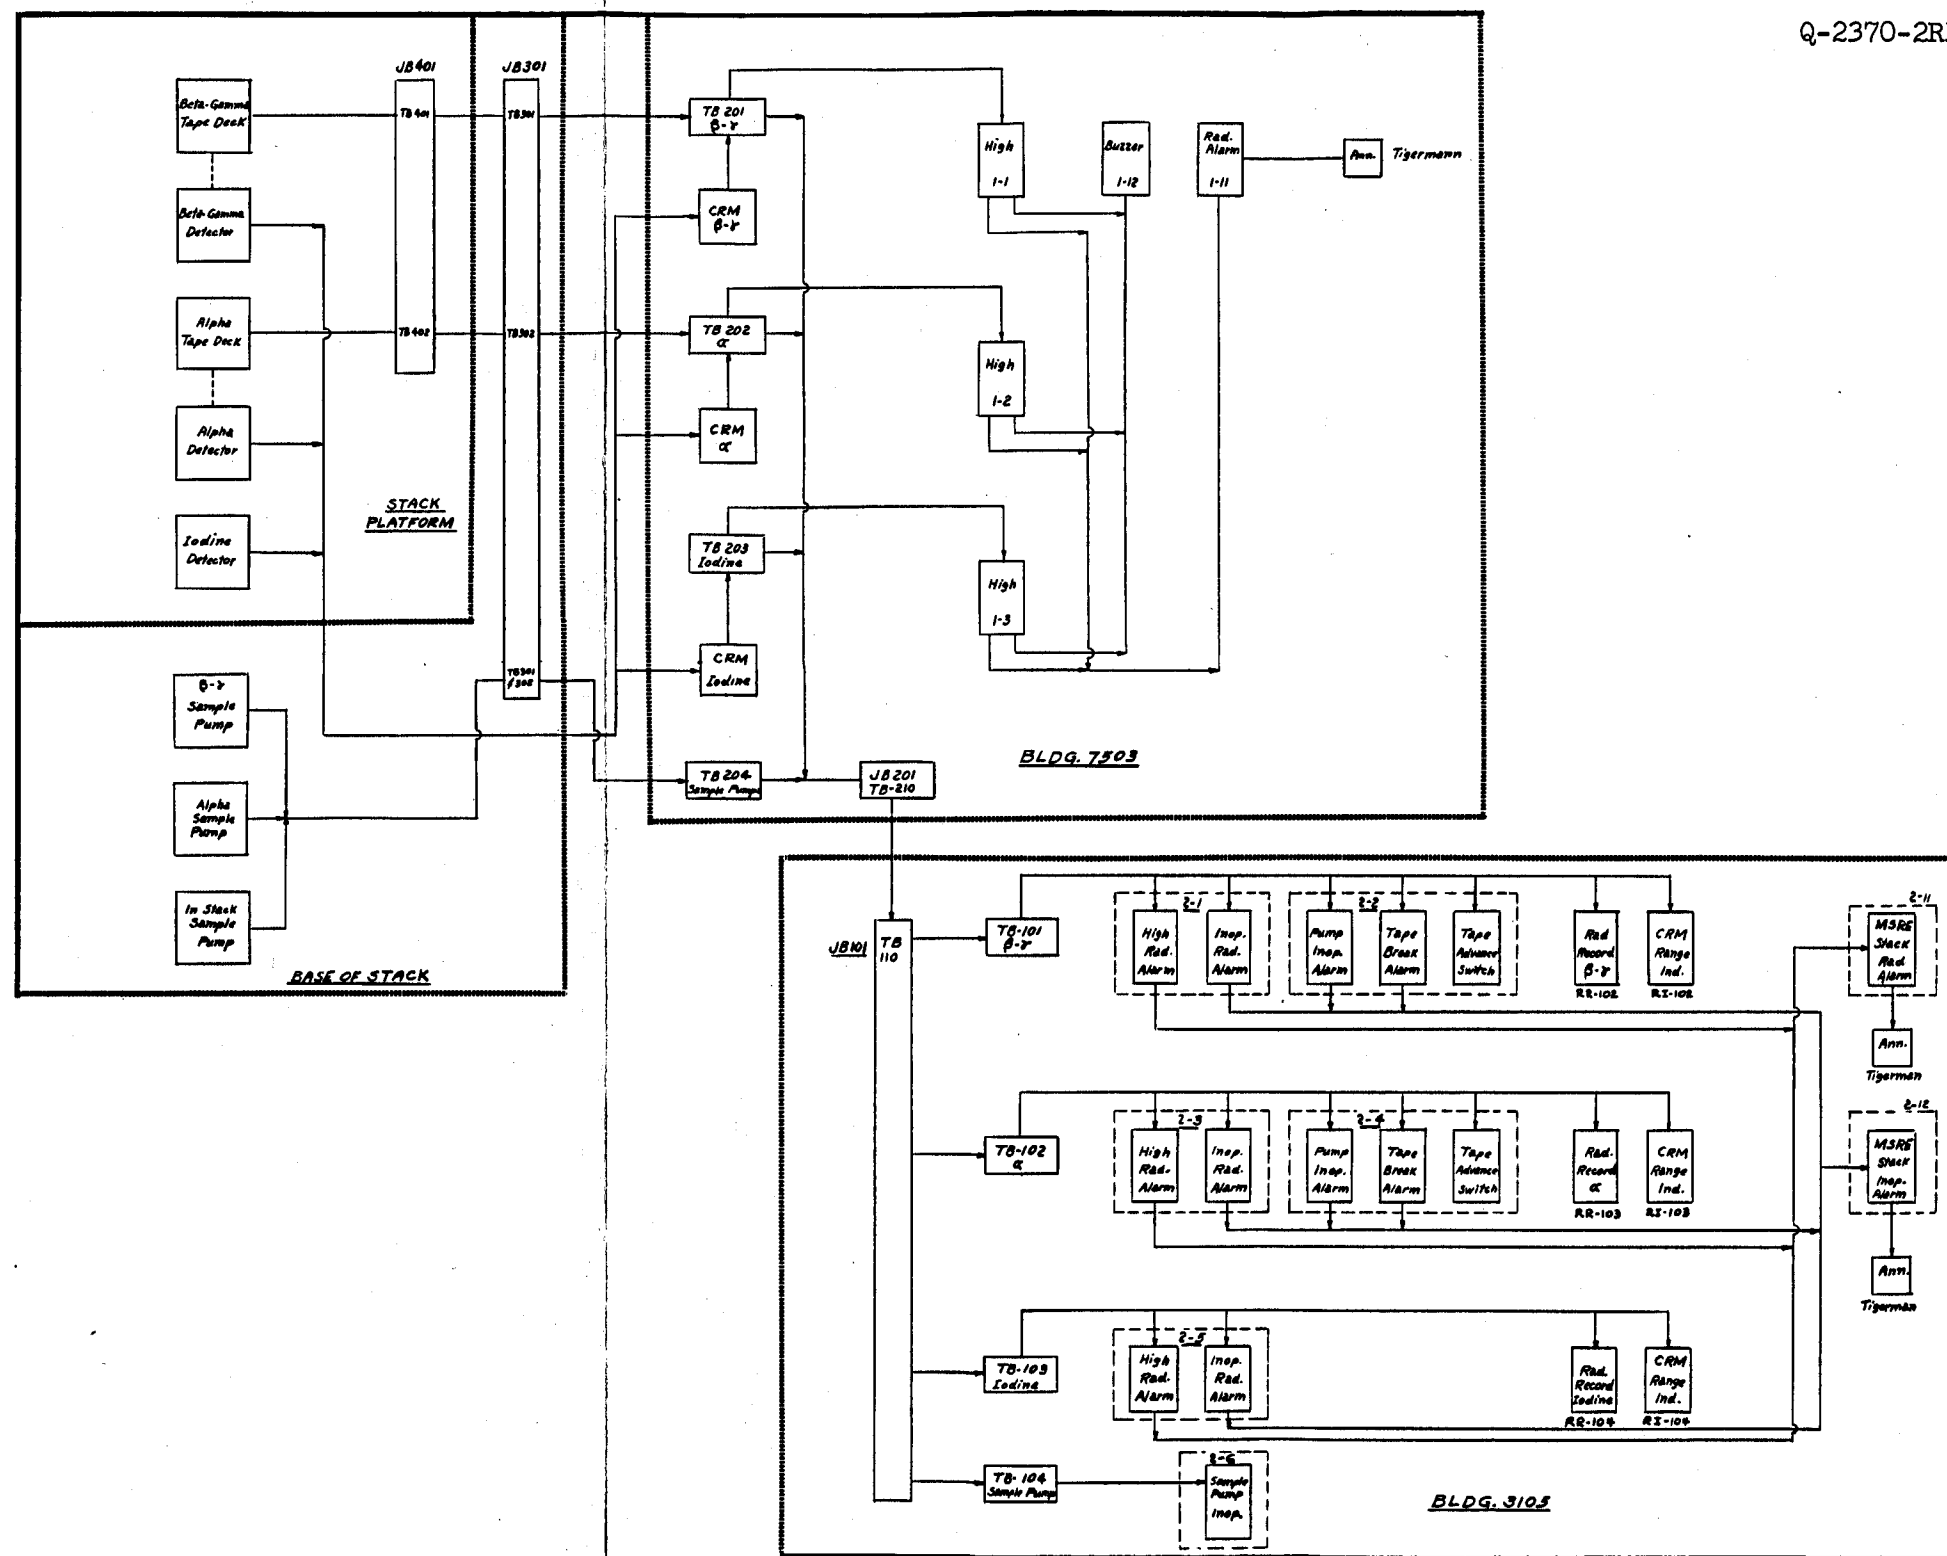 Q-2370-2R
JB401
JB301
Beta-Gamma
Tape Deck
TB401
TB301
TB 201
β-γ
High
1-1
Buzzer
1-12
Rad.
Alarm
1-11
Ann.
Tigermann
Beta-Gamma
Detector
CRM
β-γ
Alpha
Tape Deck
TB402
TB302
TB 202
α
High
1-2
Alpha
Detector
CRM
α
STACK
PLATFORM
Iodine
Detector
TB 203
Iodine
High
1-3
CRM
Iodine
β-γ
Sample
Pump
TB301
BLDG. 7503
TB 204
Sample Pumps
JB201
TB-210
Alpha
Sample
Pump
In Stack
Sample
Pump
BASE OF STACK
JB101
TB
110
TB-101
β-γ
2-1
High
Rad.
Alarm
Inop.
Rad.
Alarm
2-2
Pump
Inop.
Alarm
Tape
Break
Alarm
Tape
Advance
Switch
Rad
Record
β-γ
RR-102
CRM
Range
Ind.
RI-102
2-11
MSRE
Stack
Rad
Alarm
Ann.
Tigerman
TB-102
α
2-3
High
Rad.
Alarm
Inop.
Rad.
Alarm
2-4
Pump
Inop.
Alarm
Tape
Break
Alarm
Tape
Advance
Switch
Rad.
Record
α
RR-103
CRM
Range
Ind.
RI-103
2-12
MSRE
Stack
Inop.
Alarm
Ann.
Tigerman
TB-103
Iodine
2-5
High
Rad.
Alarm
Inop.
Rad.
Alarm
Rad.
Record
Iodine
RR-104
CRM
Range
Ind.
RI-104
TB-104
Sample Pump
2-6
Sample
Pump
Inop.
BLDG. 3105